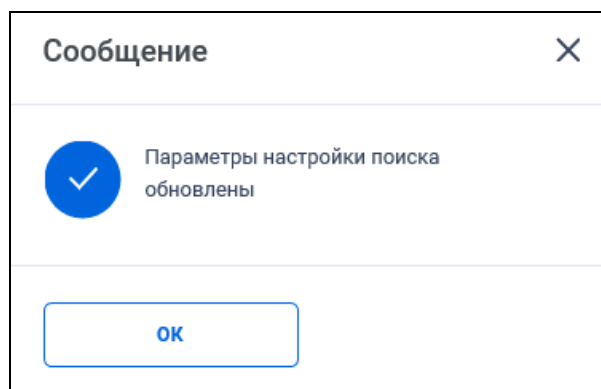 Сообщение
Параметры настройки поиска
обновлены
ОК